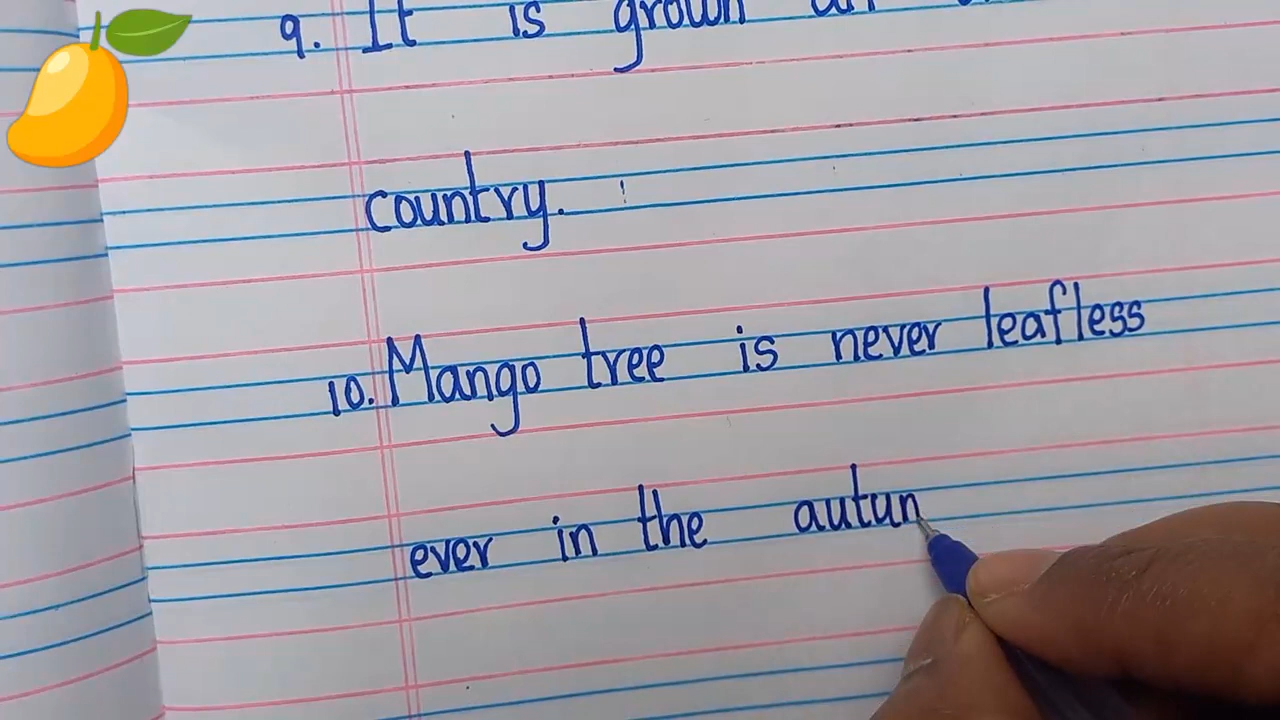 9. It is grown
country.
10. Mango tree is never leafless
ever in the autun